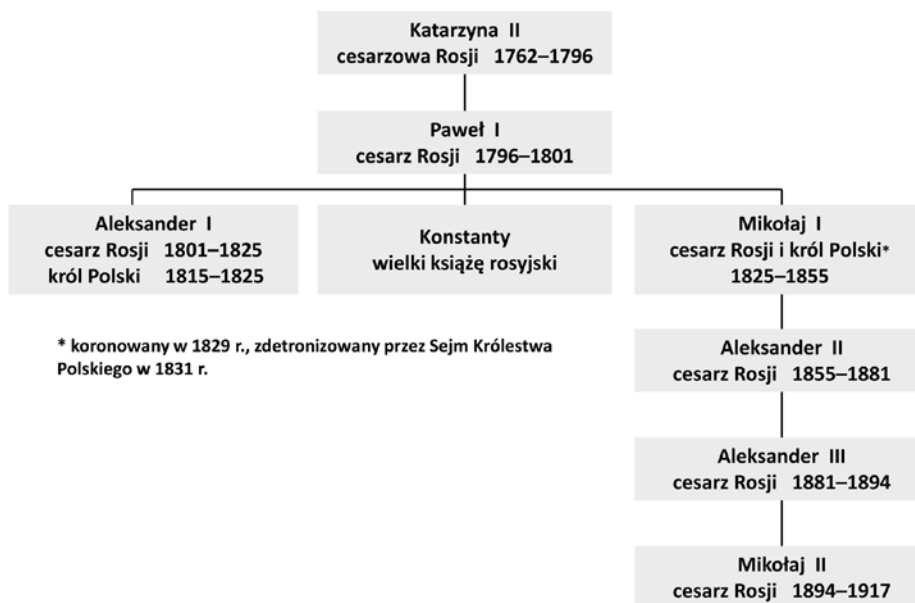 Katarzyna II
cesarzowa Rosji 1762–1796
Paweł I
cesarz Rosji 1796–1801
Aleksander I
cesarz Rosji 1801–1825
król Polski 1815–1825
Konstanty
wielki książę rosyjski
Mikołaj I
cesarz Rosji i król Polski*
1825–1855
* koronowany w 1829 r., zdetronizowany przez Sejm Królestwa
Polskiego w 1831 r.
Aleksander II
cesarz Rosji 1855–1881
Aleksander III
cesarz Rosji 1881–1894
Mikołaj II
cesarz Rosji 1894–1917